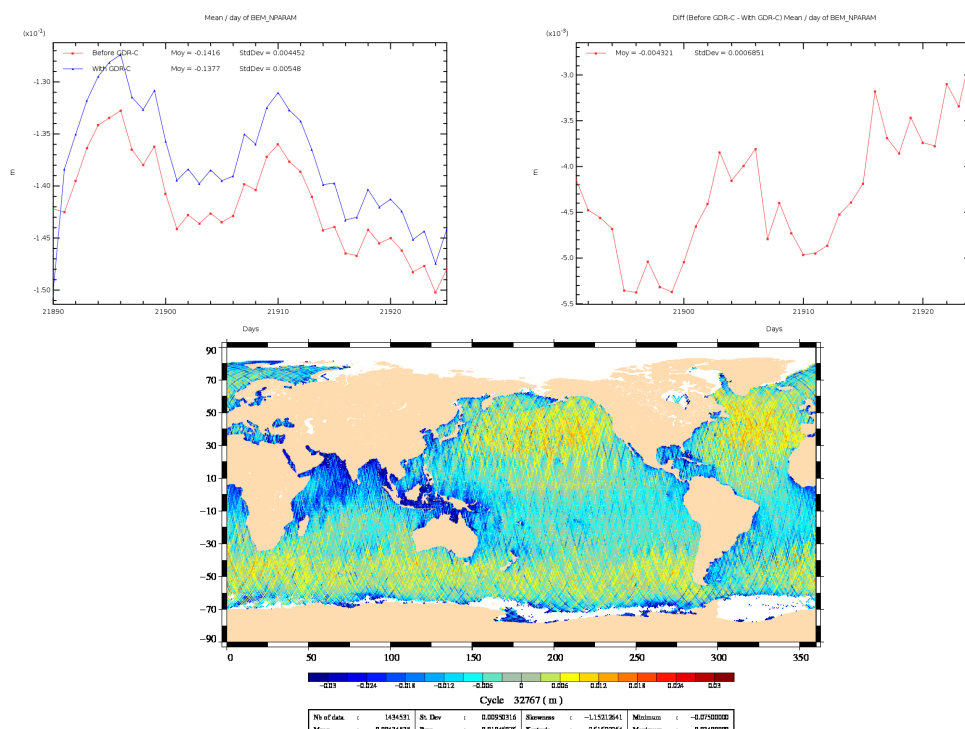 Mean / day of BEM_NPARAM
(x10⁻¹)
Before GDR-C Moy = -0.1416 StdDev = 0.004452
With GDR-C Moy = -0.1377 StdDev = 0.00548
-1.30
-1.35
-1.40
-1.45
-1.50
m
21890 21900 21910 21920
Days
Diff (Before GDR-C - With GDR-C) Mean / day of BEM_NPARAM
Moy = -0.004321 StdDev = 0.0006851
-3.0
-3.5
-4.0
-4.5
-5.0
-5.5
m
21900 21910 21920
Days
90
70
50
30
10
-10
-30
-50
-70
-90
0 50 100 150 200 250 300 350
-0.03 -0.024 -0.018 -0.012 -0.006 0 0.006 0.012 0.018 0.024 0.03
Cycle 32767 ( m )
Nb of data : 1434531 St. Dev : 0.00950316 Skewness : -1.15212641 Minimum : -0.07500000